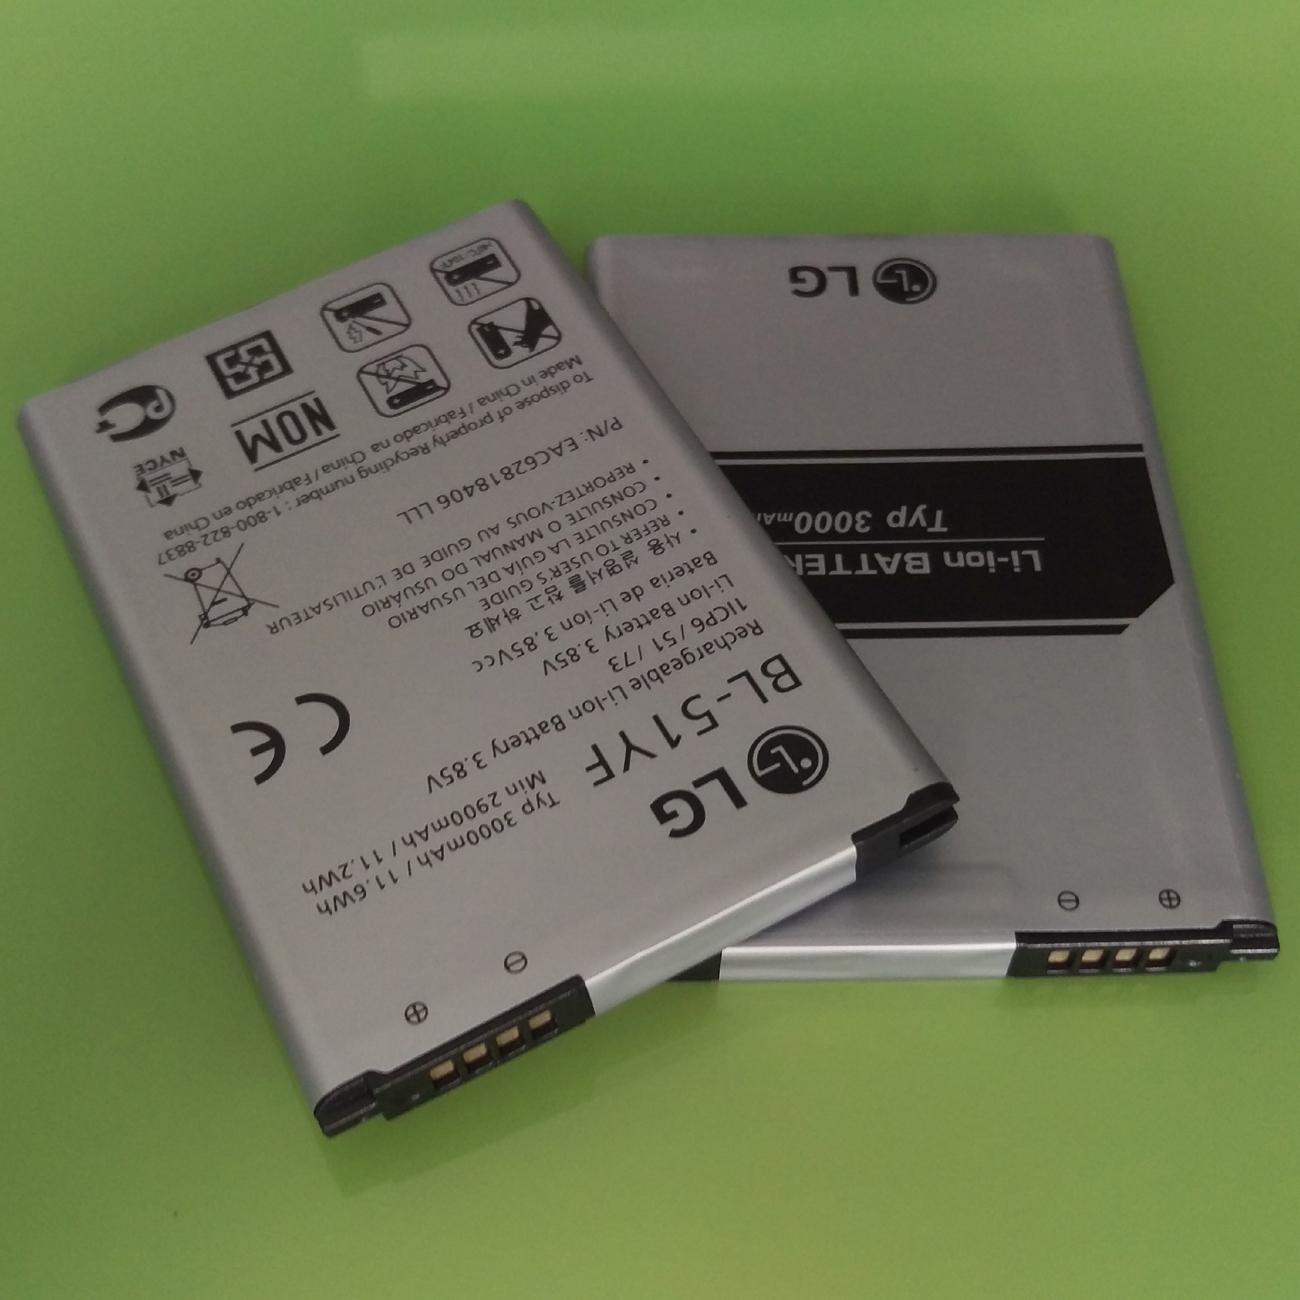 LG
BL-51YF
Typ 3000mAh / 11.6Wh
Min 2900mAh / 11.2Wh
Rechargeable Li-Ion Battery 3.85V
1ICP6 / 51 / 73
Li-Ion Battery 3.85V
Bateria de Li-Ion 3,85Vcc
• 사용 설명서를 참고 하세요
• REFER TO USER'S GUIDE
• CONSULTE LA GUÍA DEL USUARIO
• CONSULTE O MANUAL DO USUÁRIO
• REPORTEZ-VOUS AU GUIDE DE L'UTILISATEUR
P/N: EAC62818406 LLL
To dispose of properly Recycling number : 1-800-822-8837
Made in China / Fabricado na China / Fabricado en China
CE
NOM
NYCE
LG
Li-ion
Typ 3000mAh